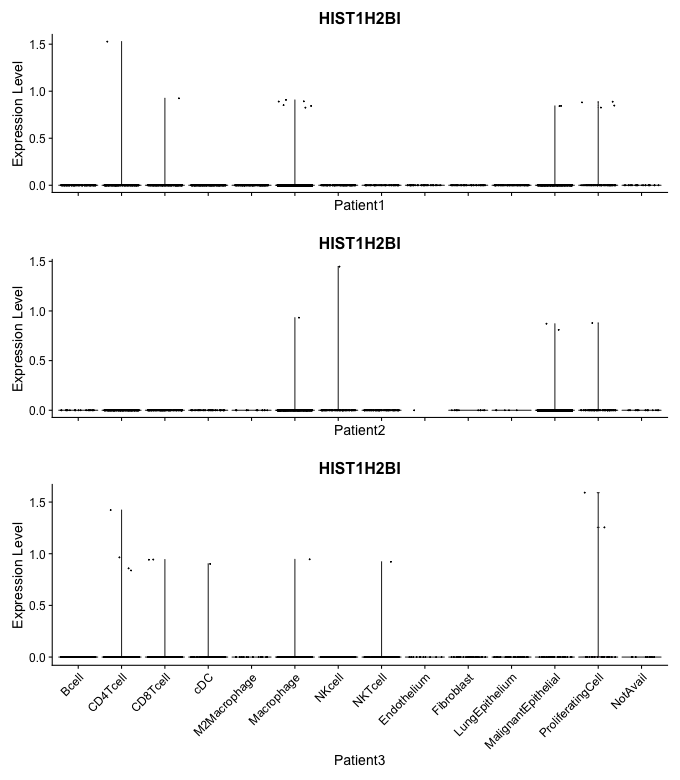 HIST1H2BI
Expression Level
1.5
1.0
0.5
0.0
Patient1
HIST1H2BI
Expression Level
1.5
1.0
0.5
0.0
Patient2
HIST1H2BI
Expression Level
1.5
1.0
0.5
0.0
Bcell
CD4Tcell
CD8Tcell
cDC
M2Macrophage
Macrophage
NKcell
NKTcell
Endothelium
Fibroblast
LungEpithelium
MalignantEpithelial
ProliferatingCell
NotAvail
Patient3